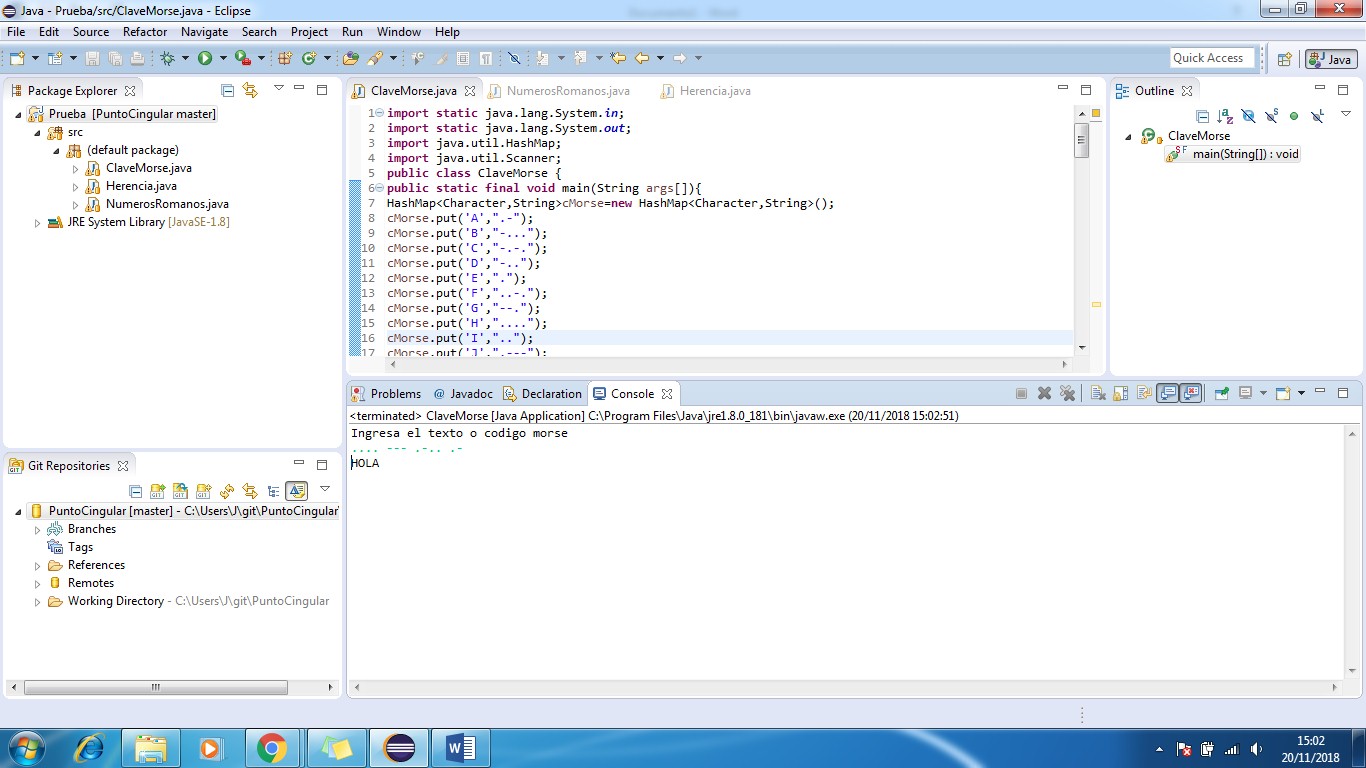 Java - Prueba/src/ClaveMorse.java - Eclipse
File Edit Source Refactor Navigate Search Project Run Window Help
Quick Access
Java
Package Explorer
Prueba [PuntoCingular master]
src
(default package)
ClaveMorse.java
Herencia.java
NumerosRomanos.java
JRE System Library [JavaSE-1.8]
Git Repositories
PuntoCingular [master] - C:\Users\J\git\PuntoCingular\
Branches
Tags
References
Remotes
Working Directory - C:\Users\J\git\PuntoCingular
ClaveMorse.java NumerosRomanos.java Herencia.java
1 import static java.lang.System.in;
2 import static java.lang.System.out;
3 import java.util.HashMap;
4 import java.util.Scanner;
5 public class ClaveMorse {
6 public static final void main(String args[]){
7 HashMap<Character,String>cMorse=new HashMap<Character,String>();
8 cMorse.put('A',".-");
9 cMorse.put('B',"-...");
10 cMorse.put('C',"-.-.");
11 cMorse.put('D',"-..");
12 cMorse.put('E',".");
13 cMorse.put('F',"..-.");
14 cMorse.put('G',"--.");
15 cMorse.put('H',"....");
16 cMorse.put('I',"..");
17 cMorse.put('J',".---");
Outline
ClaveMorse
main(String[]) : void
Problems @ Javadoc Declaration Console
<terminated> ClaveMorse [Java Application] C:\Program Files\Java\jre1.8.0_181\bin\javaw.exe (20/11/2018 15:02:51)
Ingresa el texto o codigo morse
.... --- .-.. .-
HOLA
15:02
20/11/2018